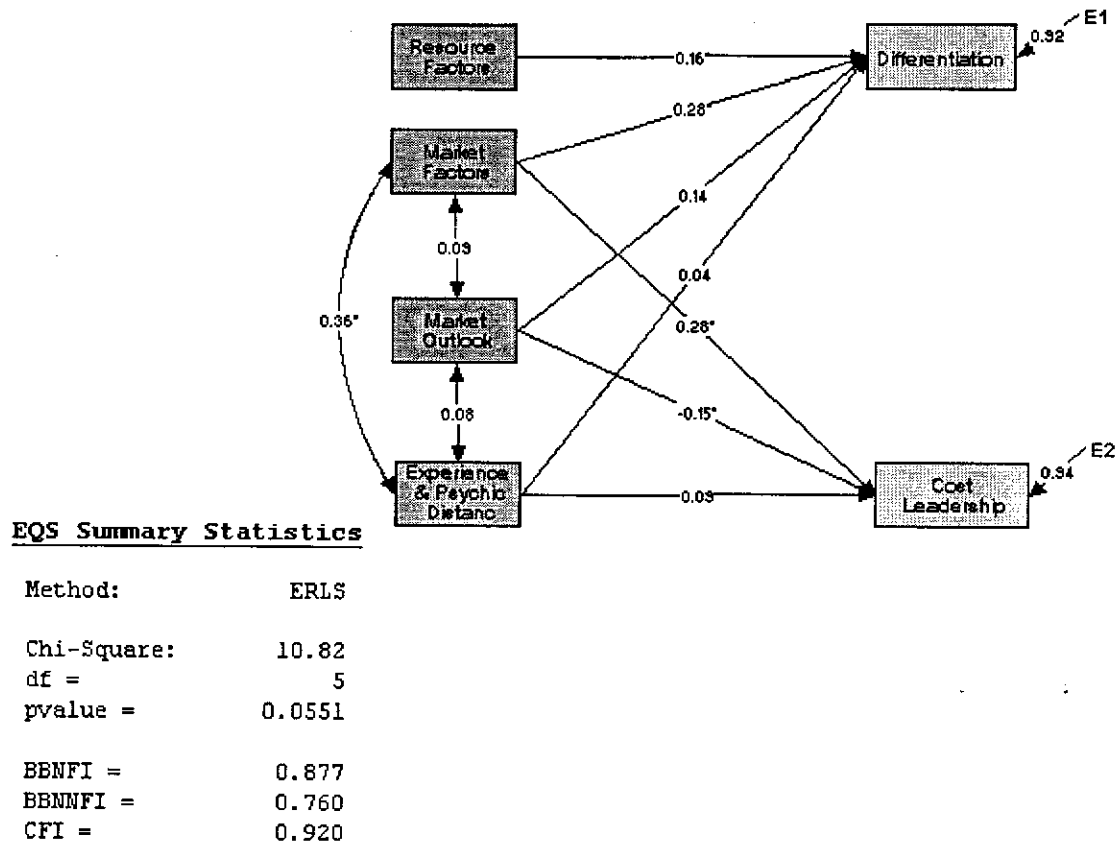 E1
0.92
Resource
Factors
0.16
Differentiation
0.28
Market
Factors
0.14
0.09
0.04
0.36*
Market
Outlook
0.28*
-0.15*
0.08
E2
0.94
Experience
& Psychic
Distanc
0.09
Cost
Leadership
EQS Summary Statistics
Method: ERLS
Chi-Square: 10.82
df = 5
pvalue = 0.0551
BBNFI = 0.877
BBNNFI = 0.760
CFI = 0.920